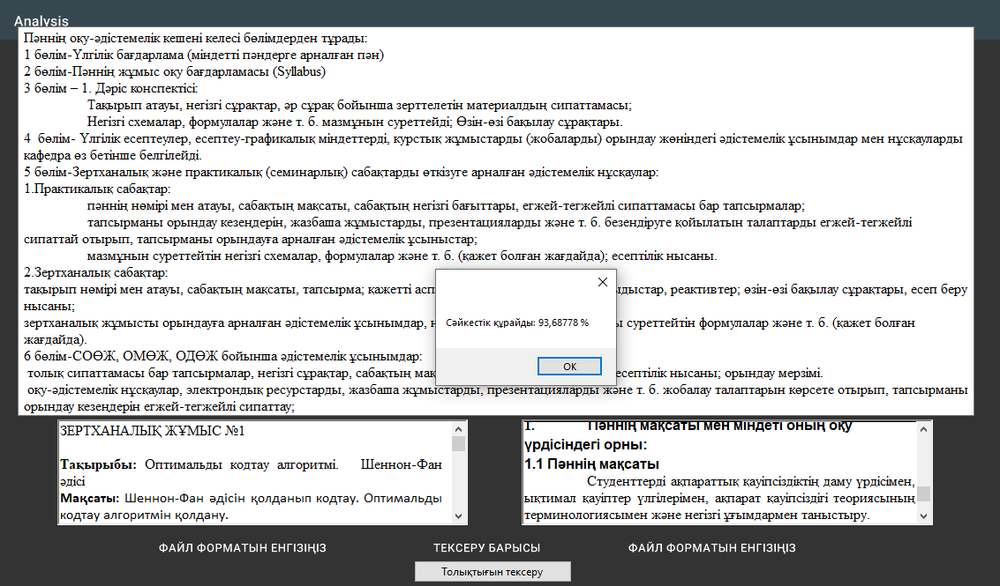 Analysis
Пәннің оқу-әдістемелік кешені келесі бөлімдерден тұрады:
1 бөлім-Үлгілік бағдарлама (міндетті пәндерге арналған пән)
2 бөлім-Пәннің жұмыс оқу бағдарламасы (Syllabus)
3 бөлім – 1. Дәріс конспектісі:
Тақырып атауы, негізгі сұрақтар, әр сұрақ бойынша зерттелетін материалдың сипаттамасы;
Негізгі схемалар, формулалар және т. б. мазмұнын суреттейді; Өзін-өзі бақылау сұрақтары.
4 бөлім- Үлгілік есептеулер, есептеу-графикалық міндеттерді, курстық жұмыстарды (жобаларды) орындау жөніндегі әдістемелік ұсынымдар мен нұсқауларды
кафедра өз бетінше белгілейді.
5 бөлім-Зертханалық және практикалық (семинарлық) сабақтарды өткізуге арналған әдістемелік нұсқаулар:
1.Практикалық сабақтар:
пәннің нөмірі мен атауы, сабақтың мақсаты, сабақтың негізгі бағыттары, егжей-тегжейлі сипаттамасы бар тапсырмалар;
тапсырманы орындау кезеңдерін, жазбаша жұмыстарды, презентацияларды және т. б. безендіруге қойылатын талаптарды егжей-тегжейлі
сипаттай отырып, тапсырманы орындауға арналған әдістемелік ұсыныстар;
мазмұнын суреттейтін негізгі схемалар, формулалар және т. б. (қажет болған жағдайда); есептілік нысаны.
2.Зертханалық сабақтар:
тақырып нөмірі мен атауы, сабақтың мақсаты, тапсырма; қажетті реактивтер; өзін-өзі бақылау сұрақтары, есеп беру
нысаны;
зертханалық жұмысты орындауға арналған әдістемелік ұсынымдар, суреттейтін формулалар және т. б. (қажет болған
жағдайда).
6 бөлім-СОӨЖ, ОМӨЖ, ОДӨЖ бойынша әдістемелік ұсынымдар:
толық сипаттамасы бар тапсырмалар, негізгі сұрақтар, сабақтың есептілік нысаны; орындау мерзімі.
оқу-әдістемелік нұсқаулар, электрондық ресурстарды, жазбаша жұмыстарды, презентацияларды және т. б. жобалау талаптарын көрсете отырып, тапсырманы
орындау кезеңдерін егжей-тегжейлі сипаттау;
Сәйкестік құрайды: 93,68778 %
OK
ЗЕРТХАНАЛЫҚ ЖҰМЫС №1
Тақырыбы: Оптимальды кодтау алгоритмі. Шеннон-Фан
әдісі
Мақсаты: Шеннон-Фан әдісін қолданып кодтау. Оптимальды
кодтау алгоритмін қолдану.
1. Пәннің мақсаты мен міндеті оның оқу
үрдісіндегі орны:
1.1 Пәннің мақсаты
Студенттерді ақпараттық қауіпсіздіктің даму үрдісімен,
ықтимал қауіптер үлгілерімен, ақпарат қауіпсіздігі теориясының
терминологиясымен және негізгі ұғымдармен таныстыру.
ФАЙЛ ФОРМАТЫН ЕНГІЗІҢІЗ
ТЕКСЕРУ БАРЫСЫ
ФАЙЛ ФОРМАТЫН ЕНГІЗІҢІЗ
Толықтығын тексеру